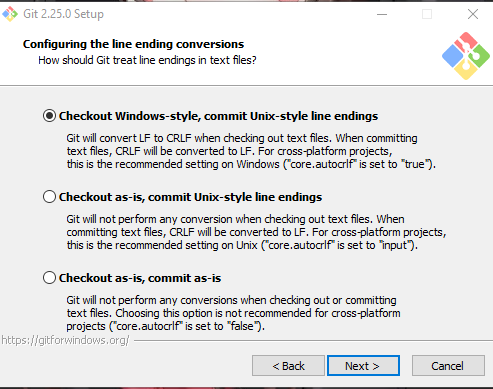 Git 2.25.0 Setup
Configuring the line ending conversions
How should Git treat line endings in text files?
Checkout Windows-style, commit Unix-style line endings
Git will convert LF to CRLF when checking out text files. When committing
text files, CRLF will be converted to LF. For cross-platform projects,
this is the recommended setting on Windows ("core.autocrlf" is set to "true").
Checkout as-is, commit Unix-style line endings
Git will not perform any conversion when checking out text files. When
committing text files, CRLF will be converted to LF. For cross-platform projects,
this is the recommended setting on Unix ("core.autocrlf" is set to "input").
Checkout as-is, commit as-is
Git will not perform any conversions when checking out or committing
text files. Choosing this option is not recommended for cross-platform
projects ("core.autocrlf" is set to "false").
https://gitforwindows.org/
< Back
Next >
Cancel